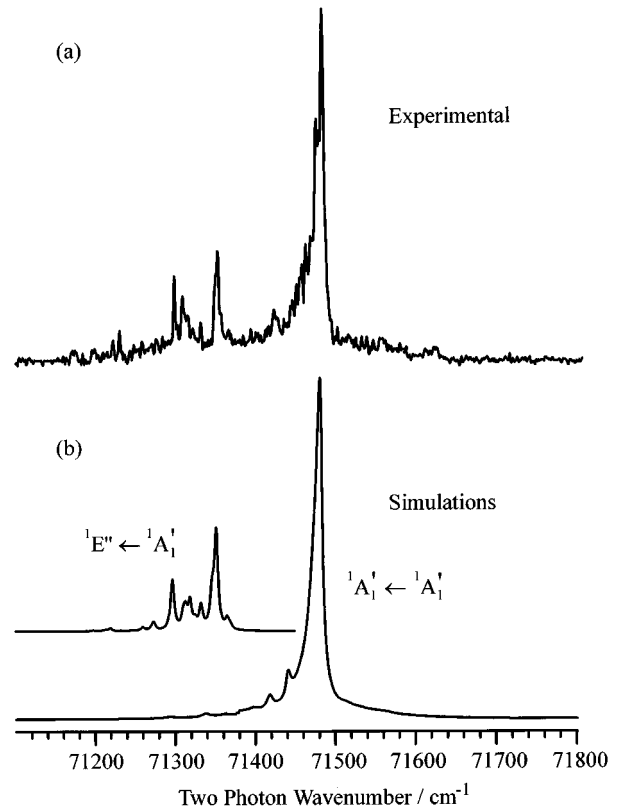 (a)
Experimental
(b)
Simulations
¹E" ← ¹A₁'
¹A₁' ← ¹A₁'
71200 71300 71400 71500 71600 71700 71800
Two Photon Wavenumber / cm⁻¹